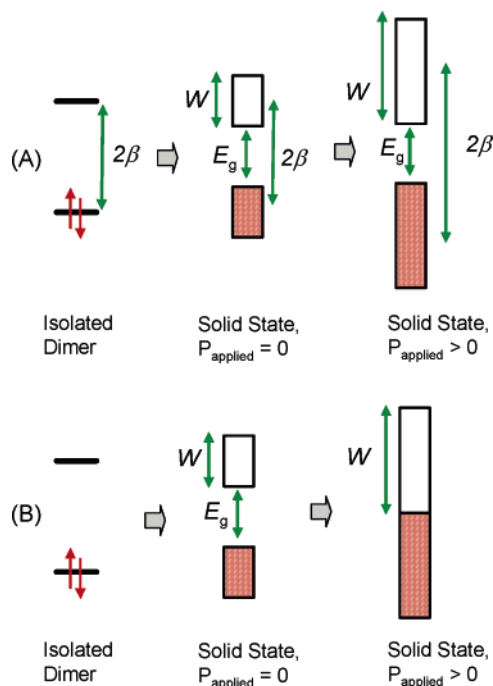 W
W
2β
E_g
2β
E_g
2β
(A)
Isolated Dimer
Solid State, P_applied = 0
Solid State, P_applied > 0
W
W
E_g
(B)
Isolated Dimer
Solid State, P_applied = 0
Solid State, P_applied > 0